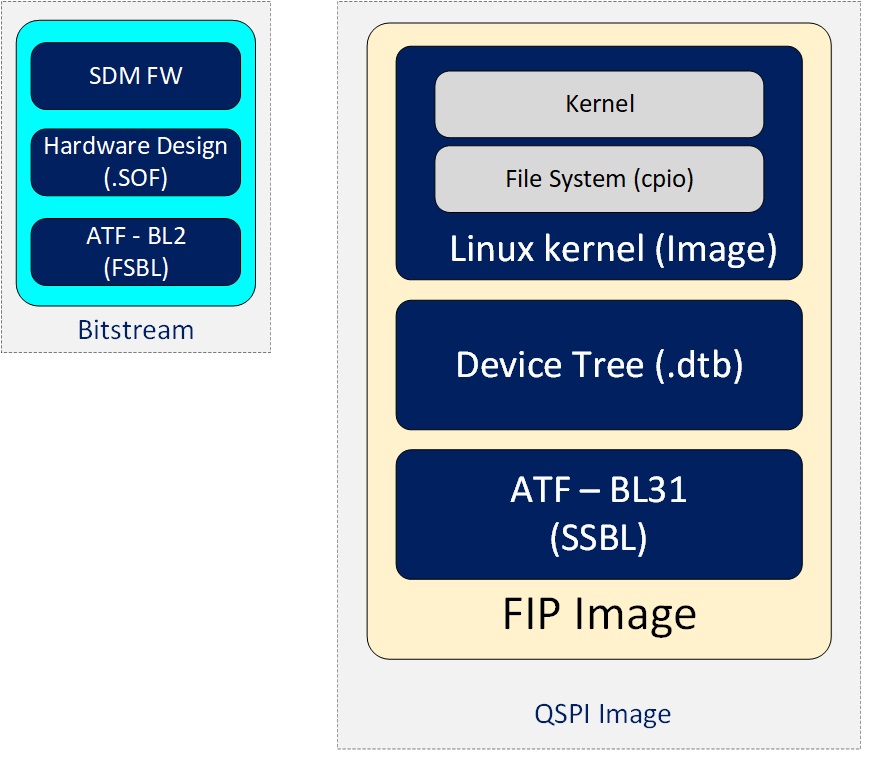 SDM FW
Hardware Design
(.SOF)
ATF - BL2
(FSBL)
Bitstream
Kernel
File System (cpio)
Linux kernel (Image)
Device Tree (.dtb)
ATF – BL31
(SSBL)
FIP Image
QSPI Image